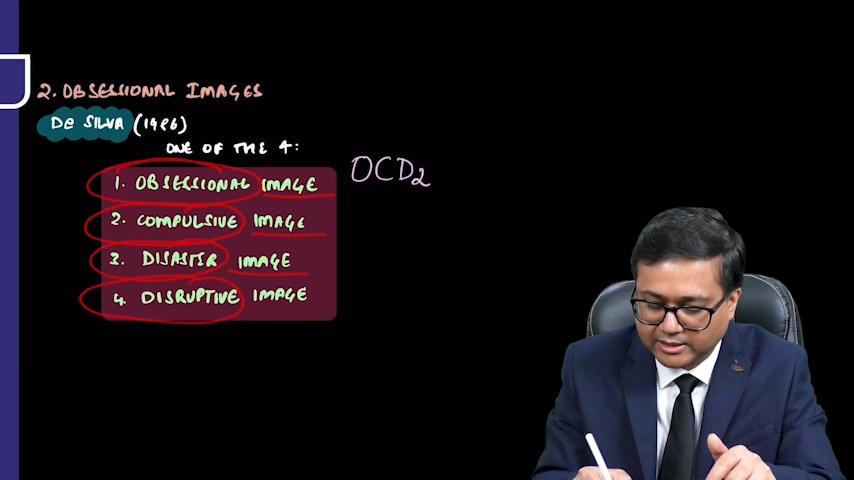 2. OBSESSIONAL IMAGES
DE SILVA (1986)
ONE OF THE 4:
1. OBSESSIONAL IMAGE
OCD2
2. COMPULSIVE IMAGE
3. DISASTER IMAGE
4. DISRUPTIVE IMAGE